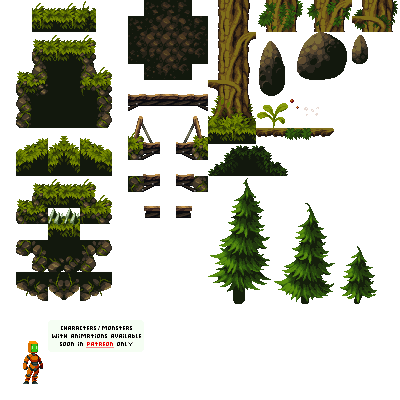 CHARACTERS/MONSTERS
WITH ANIMATIONS AVAILABLE
SOON IN PATREON ONLY